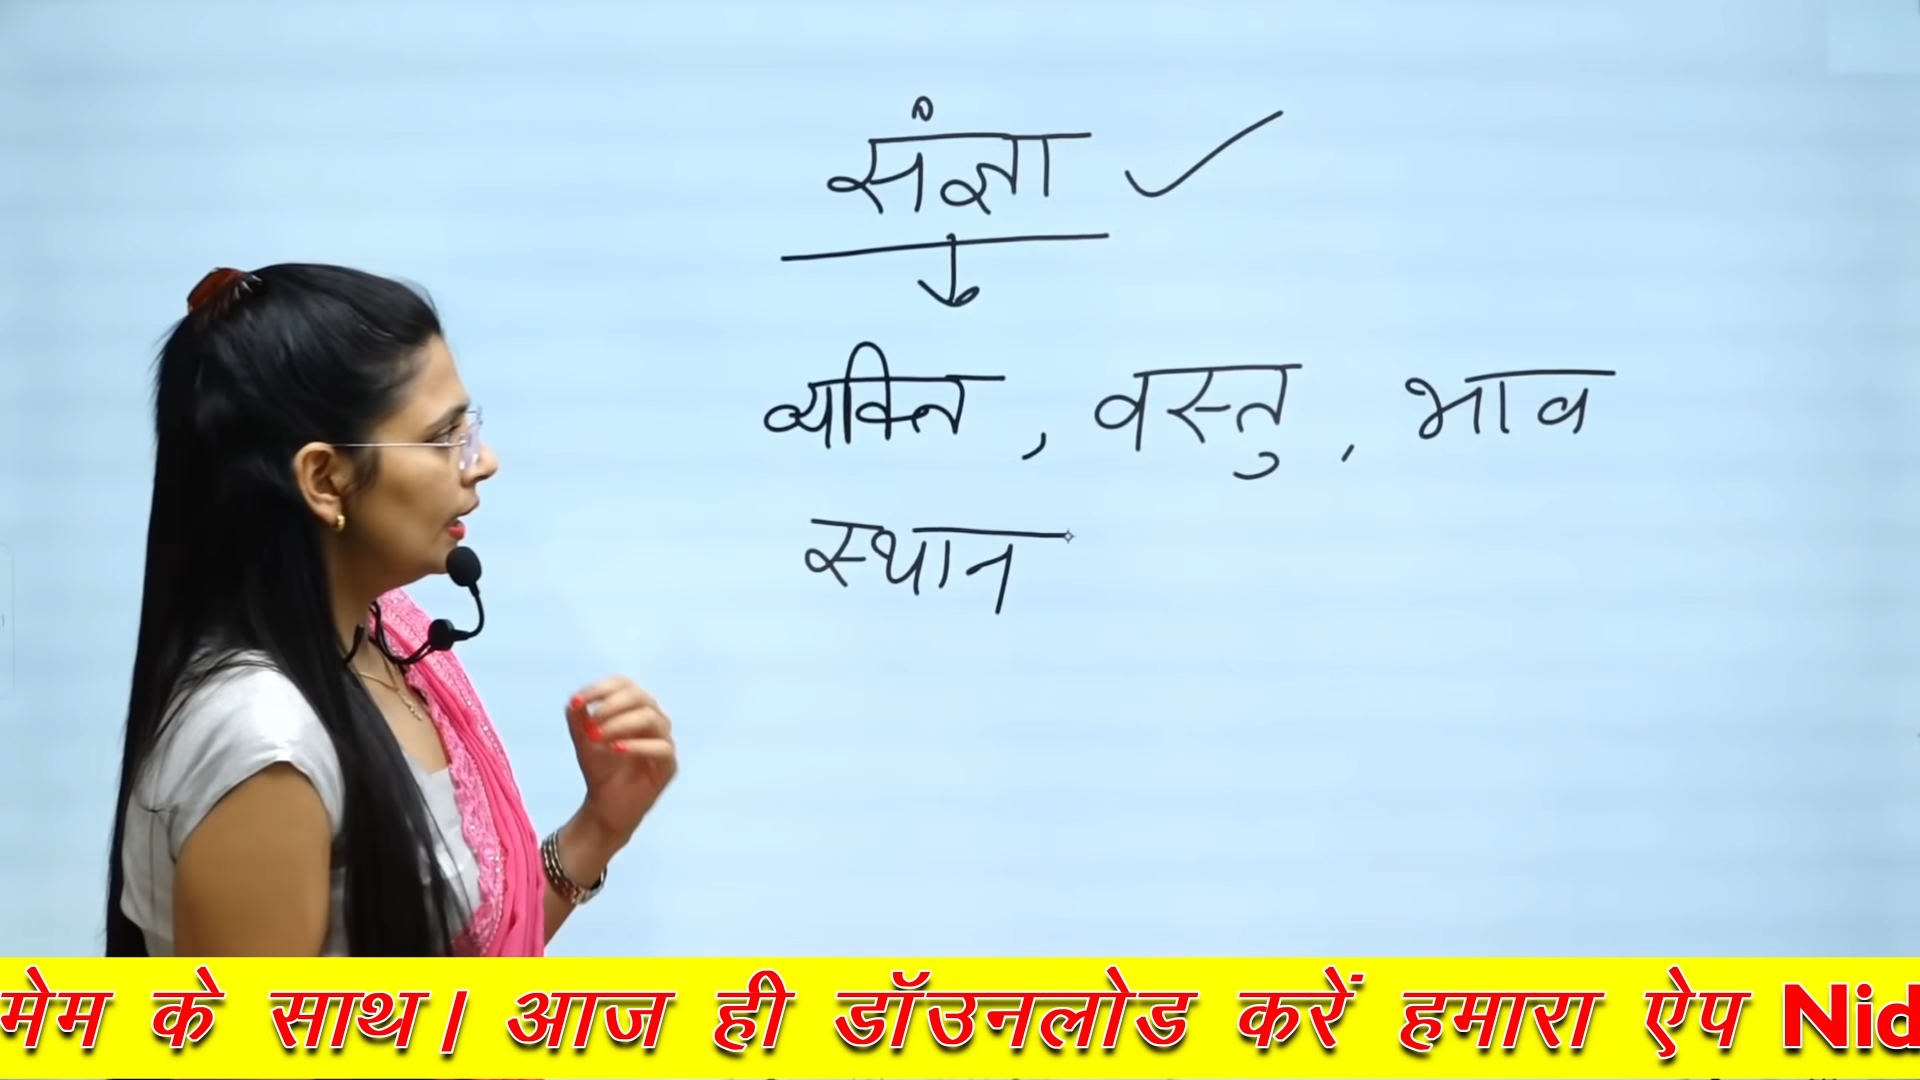 संज्ञा
व्यक्ति , वस्तु , भाव
स्थान
मेम के साथ। आज ही डॉउनलोड करें हमारा ऐप Nid